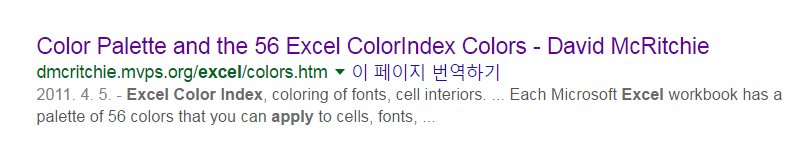 Color Palette and the 56 Excel ColorIndex Colors - David McRitchie
dmcritchie.mvps.org/excel/colors.htm ▼ 이 페이지 번역하기
2011. 4. 5. - Excel Color Index, coloring of fonts, cell interiors. ... Each Microsoft Excel workbook has a
palette of 56 colors that you can apply to cells, fonts, ...